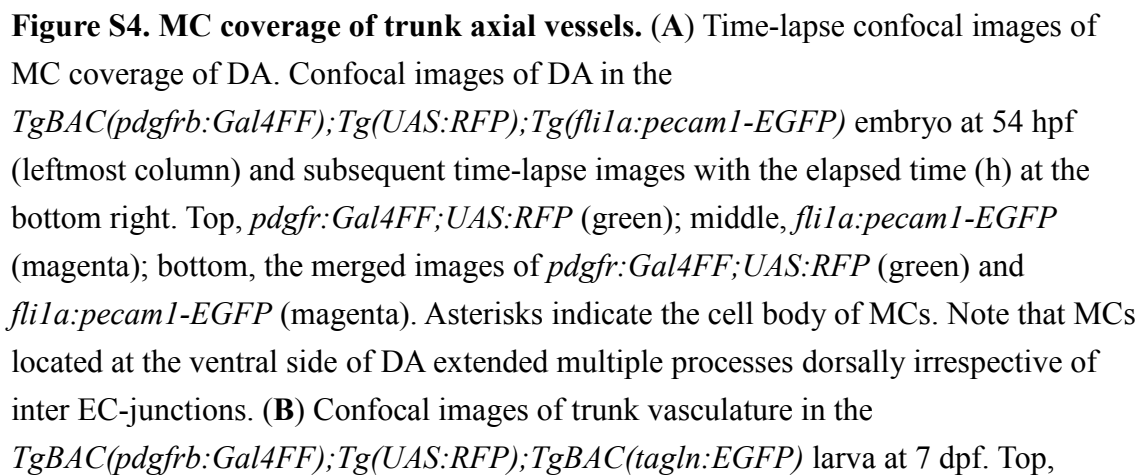 Figure S4. MC coverage of trunk axial vessels. (A) Time-lapse confocal images of
MC coverage of DA. Confocal images of DA in the
TgBAC(pdgfrb:Gal4FF);Tg(UAS:RFP);Tg(fli1a:pecam1-EGFP) embryo at 54 hpf
(leftmost column) and subsequent time-lapse images with the elapsed time (h) at the
bottom right. Top, pdgfr:Gal4FF;UAS:RFP (green); middle, fli1a:pecam1-EGFP
(magenta); bottom, the merged images of pdgfr:Gal4FF;UAS:RFP (green) and
fli1a:pecam1-EGFP (magenta). Asterisks indicate the cell body of MCs. Note that MCs
located at the ventral side of DA extended multiple processes dorsally irrespective of
inter EC-junctions. (B) Confocal images of trunk vasculature in the
TgBAC(pdgfrb:Gal4FF);Tg(UAS:RFP);TgBAC(tagln:EGFP) larva at 7 dpf. Top,